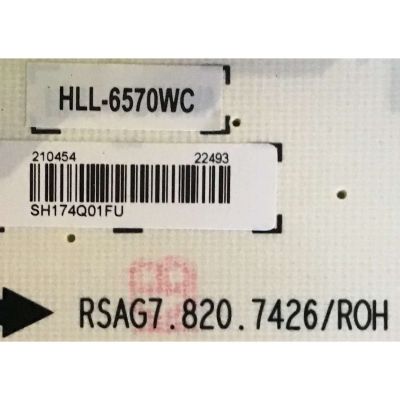 HLL-6570WC
210454 22493
SH174Q01FU
RSAG7.820.7426/ROH